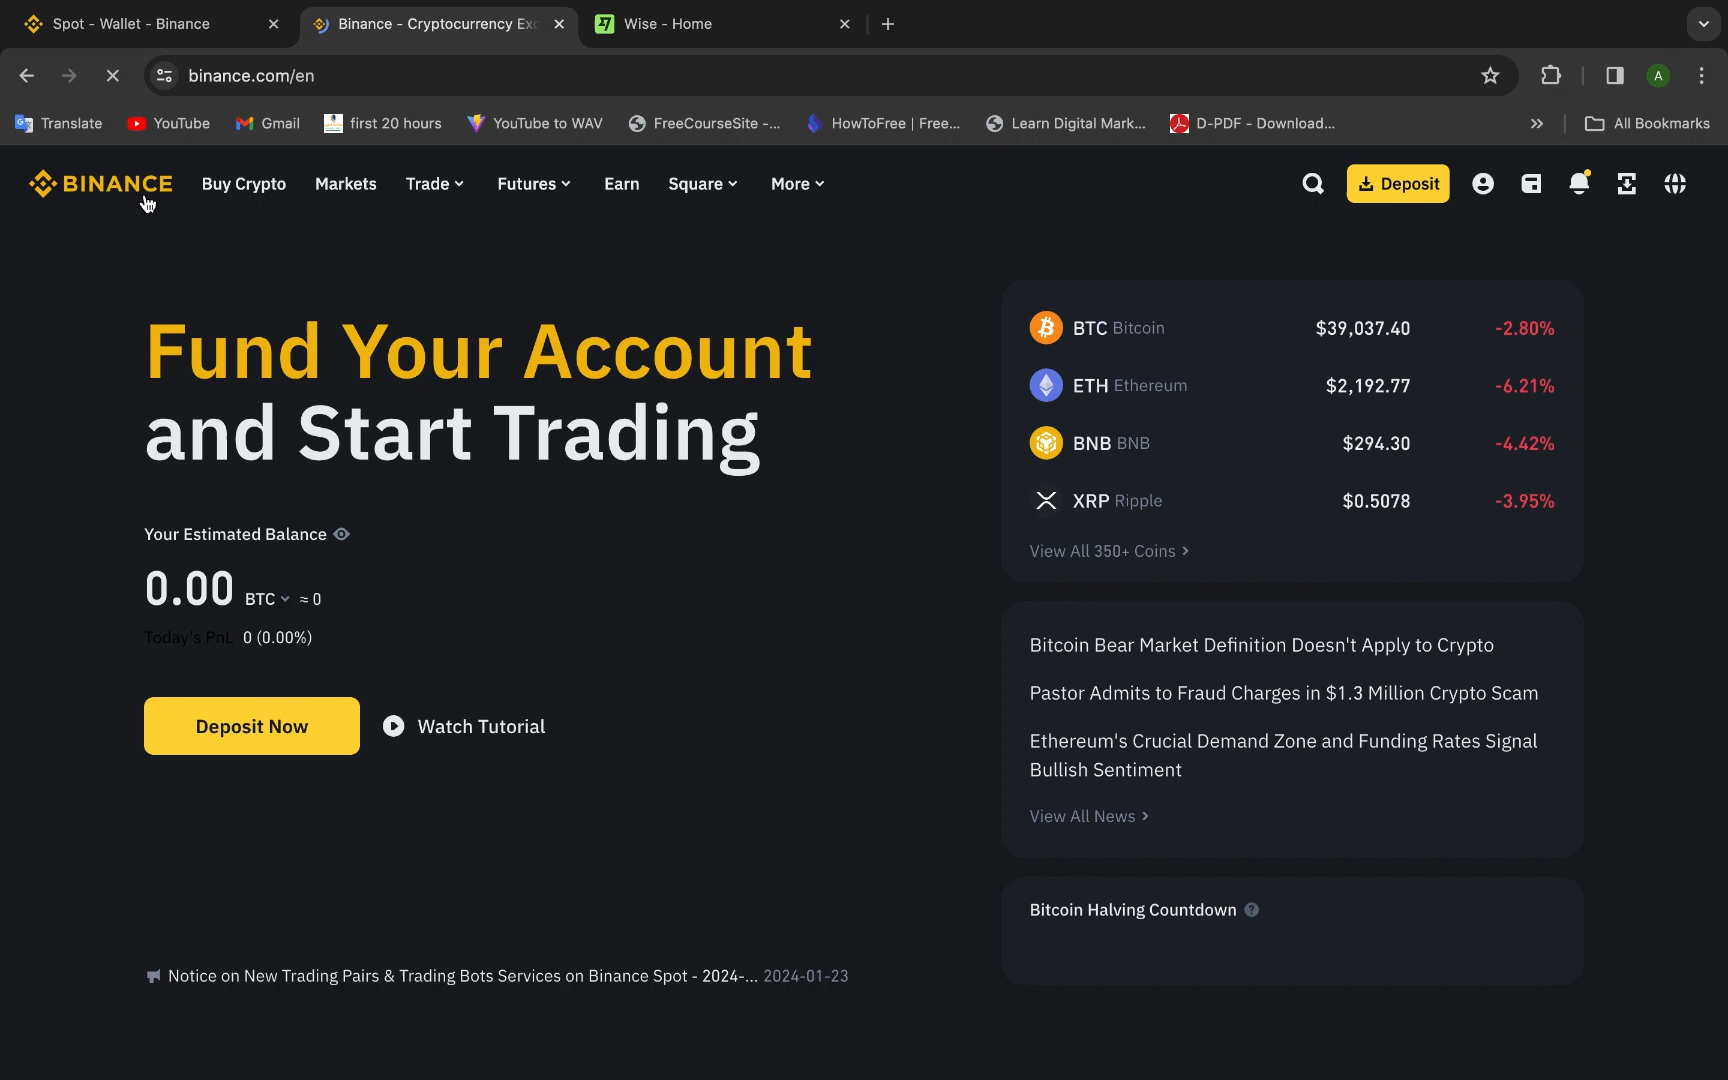 Spot - Wallet - Binance
Binance - Cryptocurrency Exc
Wise - Home
binance.com/en
A
Translate
YouTube
Gmail
first 20 hours
YouTube to WAV
FreeCourseSite -...
HowToFree | Free...
Learn Digital Mark...
D-PDF - Download...
All Bookmarks
BINANCE
Buy Crypto
Markets
Trade
Futures
Earn
Square
More
Deposit
Fund Your Account
and Start Trading
Your Estimated Balance
0.00 BTC ≈ 0
Today's PnL 0 (0.00%)
Deposit Now
Watch Tutorial
Notice on New Trading Pairs & Trading Bots Services on Binance Spot - 2024-... 2024-01-23
BTC Bitcoin $39,037.40 -2.80%
ETH Ethereum $2,192.77 -6.21%
BNB BNB $294.30 -4.42%
XRP Ripple $0.5078 -3.95%
View All 350+ Coins
Bitcoin Bear Market Definition Doesn't Apply to Crypto
Pastor Admits to Fraud Charges in $1.3 Million Crypto Scam
Ethereum's Crucial Demand Zone and Funding Rates Signal
Bullish Sentiment
View All News
Bitcoin Halving Countdown